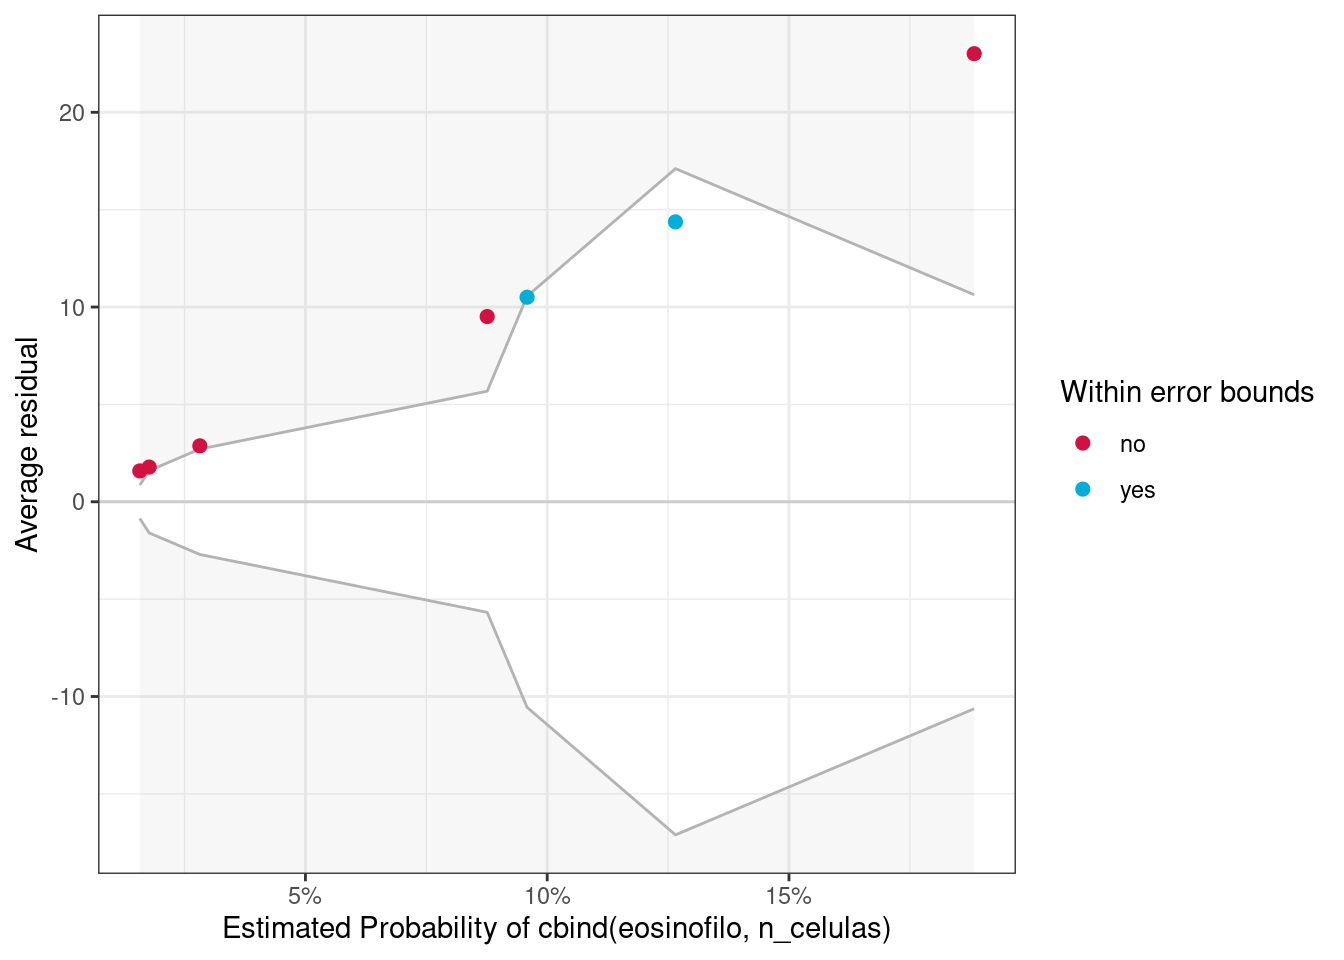 20
10
0
-10
Average residual
5%
10%
15%
Estimated Probability of cbind(eosinofilo, n_celulas)
Within error bounds
no
yes